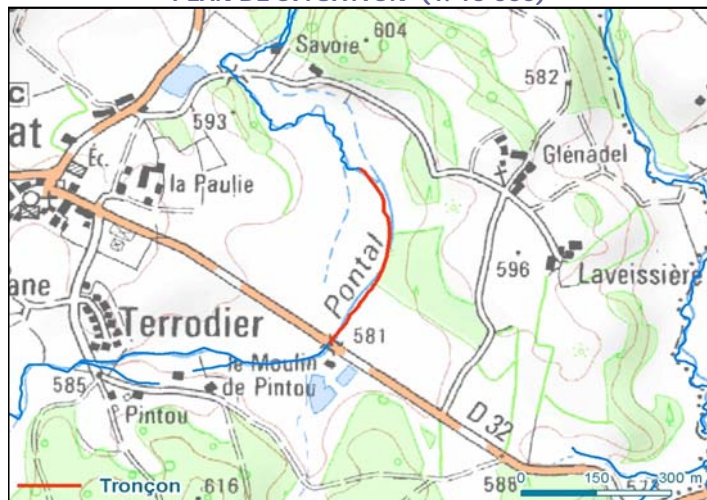 Savoie
604
582
C
593
at
Éc.
la Paulie
Glénadel
596
Laveissière
ane
Pontal
Terrodier
581
le Moulin
de Pintou
585
Pintou
D 32
616
588
0 150 300 m
Tronçon